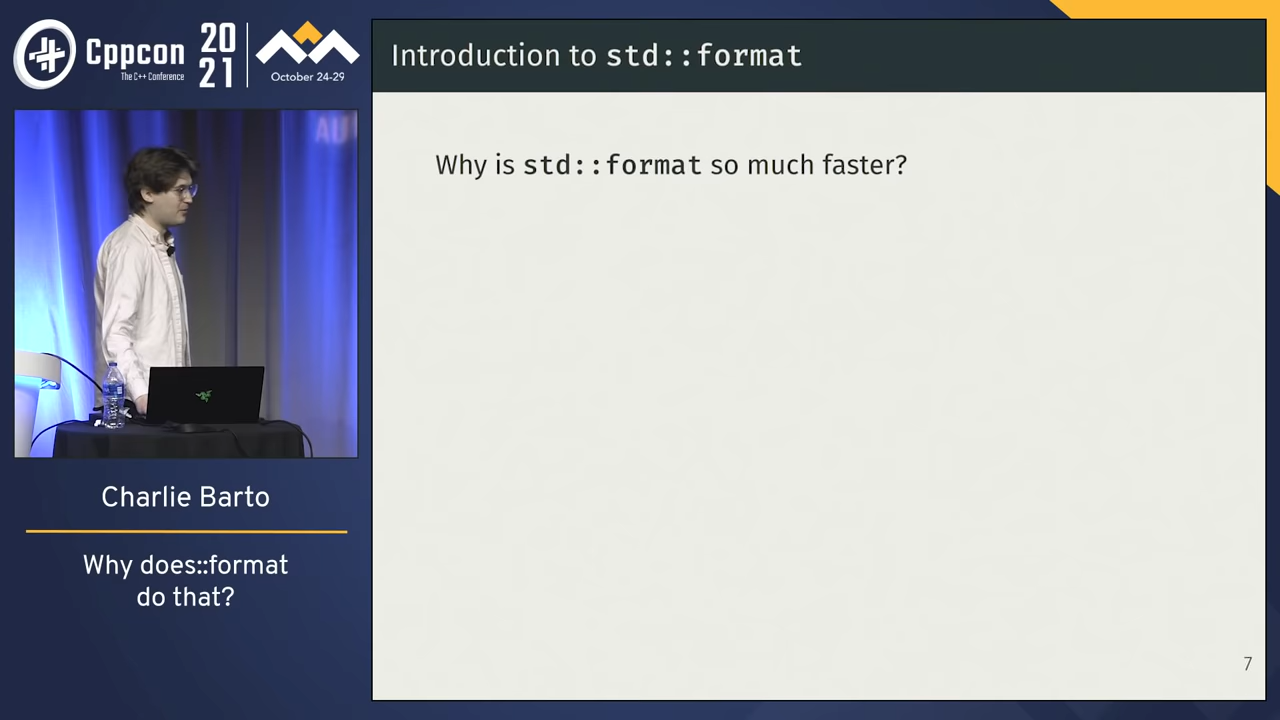 Cppcon
The C++ Conference
20
21
October 24-29
Introduction to std::format
Why is std::format so much faster?
AU
Charlie Barto
Why does::format
do that?
7